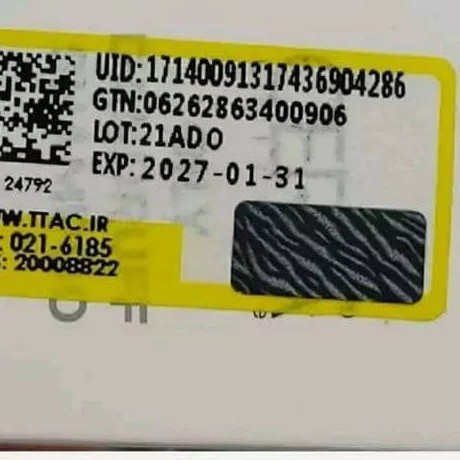 UID:17140091317436904286
GTN:06262863400906
LOT:21ADO
EXP: 2027-01-31
24792
W.TTAC.IR
: 021-6185
: 20008822